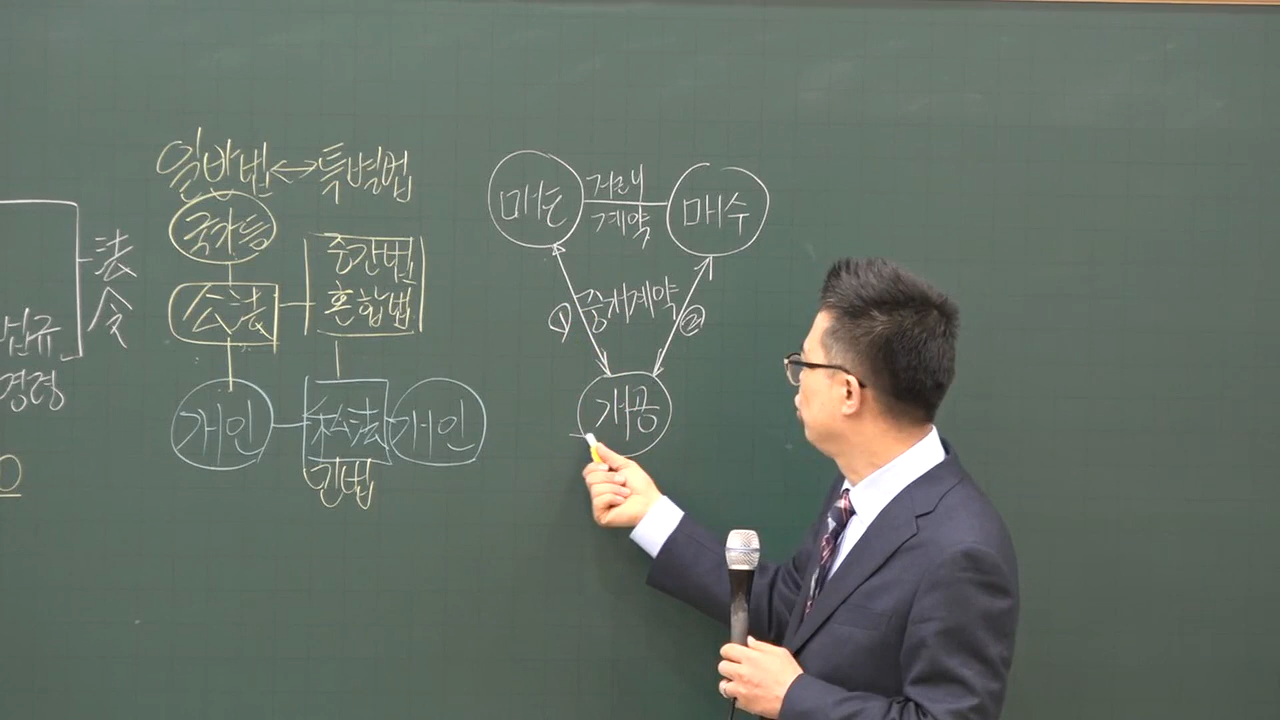 法
令
령
일반법 ↔ 특별법
국가등
公法
중간법
혼합법
개인
私法
개인
민법
매도
거래
계약
매수
① 중개계약 ②
개공